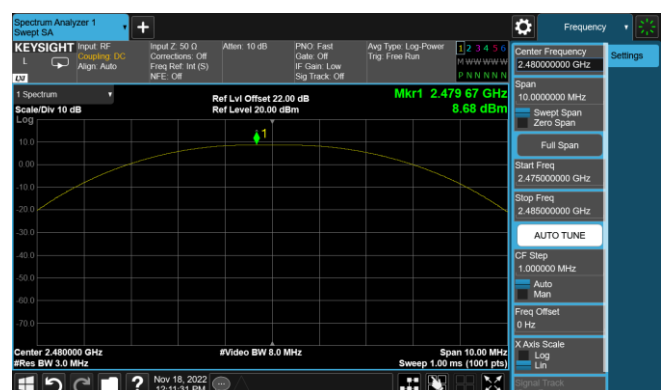 Spectrum Analyzer 1
Swept SA
Frequency
KEYSIGHT
L
Input: RF
Coupling: DC
Align: Auto
Input Z: 50 Ω
Corrections: Off
Freq Ref: Int (S)
NFE: Off
Atten: 10 dB
PNO: Fast
Gate: Off
IF Gain: Low
Sig Track: Off
Avg Type: Log-Power
Trig: Free Run
1 2 3 4 5 6
M W W W W W
P N N N N N
1 Spectrum
Scale/Div 10 dB
Log
Ref Lvl Offset 22.00 dB
Ref Level 20.00 dBm
Mkr1 2.479 67 GHz
8.68 dBm
1
10.0
0.00
-10.0
-20.0
-30.0
-40.0
-50.0
-60.0
-70.0
Center 2.480000 GHz
#Res BW 3.0 MHz
#Video BW 8.0 MHz
Span 10.00 MHz
Sweep 1.00 ms (1001 pts)
Center Frequency
2.480000000 GHz
Settings
Span
10.0000000 MHz
Swept Span
Zero Span
Full Span
Start Freq
2.475000000 GHz
Stop Freq
2.485000000 GHz
AUTO TUNE
CF Step
1.000000 MHz
Auto
Man
Freq Offset
0 Hz
X Axis Scale
Log
Lin
Signal Track
?
Nov 18, 2022
12:11:31 PM